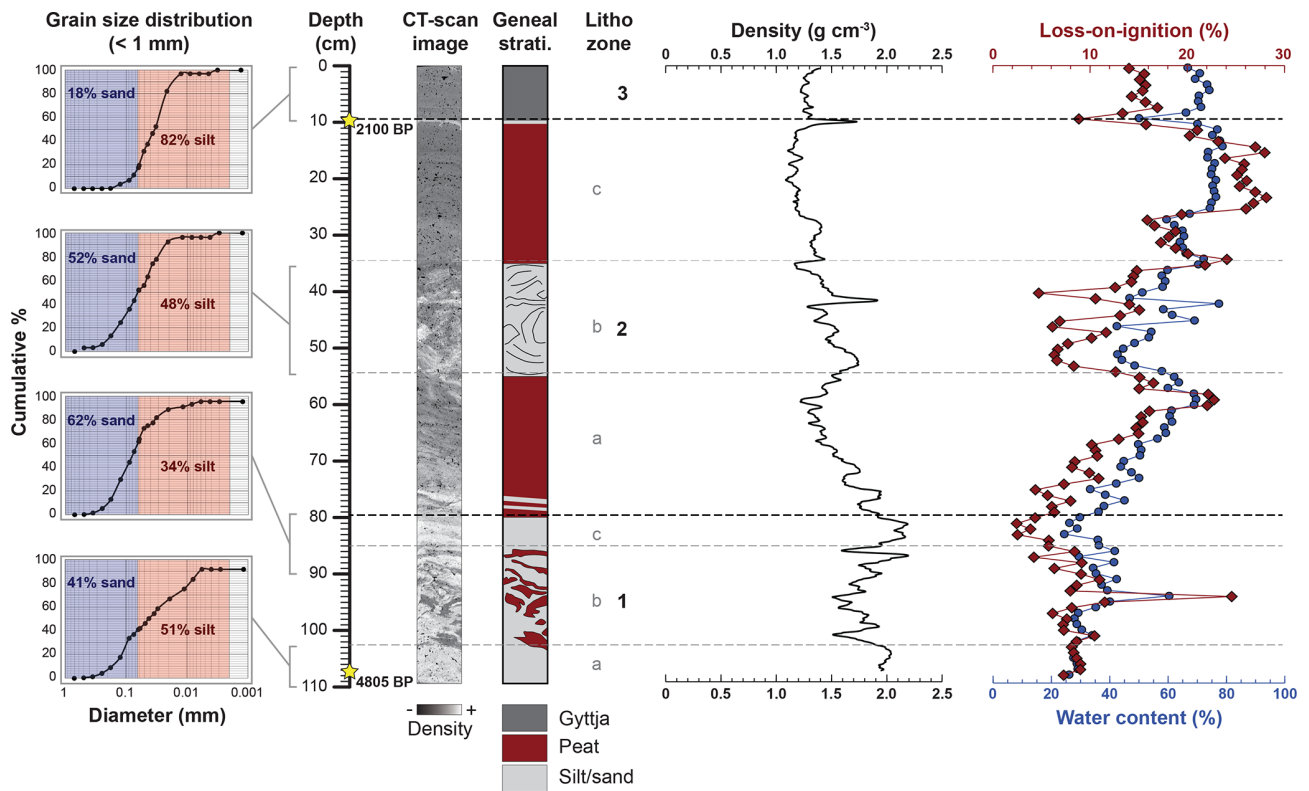 Grain size distribution
(< 1 mm)
Depth
(cm)
CT-scan
image
Geneal
strati.
Litho
zone
Density (g cm-3)
Loss-on-ignition (%)
0 0.5 1.0 1.5 2.0 2.5
0 10 20 30
Cumulative %
100
80
60
40
20
0
18% sand
82% silt
100
80
60
40
20
0
52% sand
48% silt
100
80
60
40
20
0
62% sand
34% silt
100
80
60
40
20
0
41% sand
51% silt
1 0.1 0.01 0.001
Diameter (mm)
0
10
20
30
40
50
60
70
80
90
100
110
2100 BP
4805 BP
3
c
b 2
a
c
b 1
a
- +
Density
Gyttja
Peat
Silt/sand
0 0.5 1.0 1.5 2.0 2.5
0 20 40 60 80 100
Water content (%)